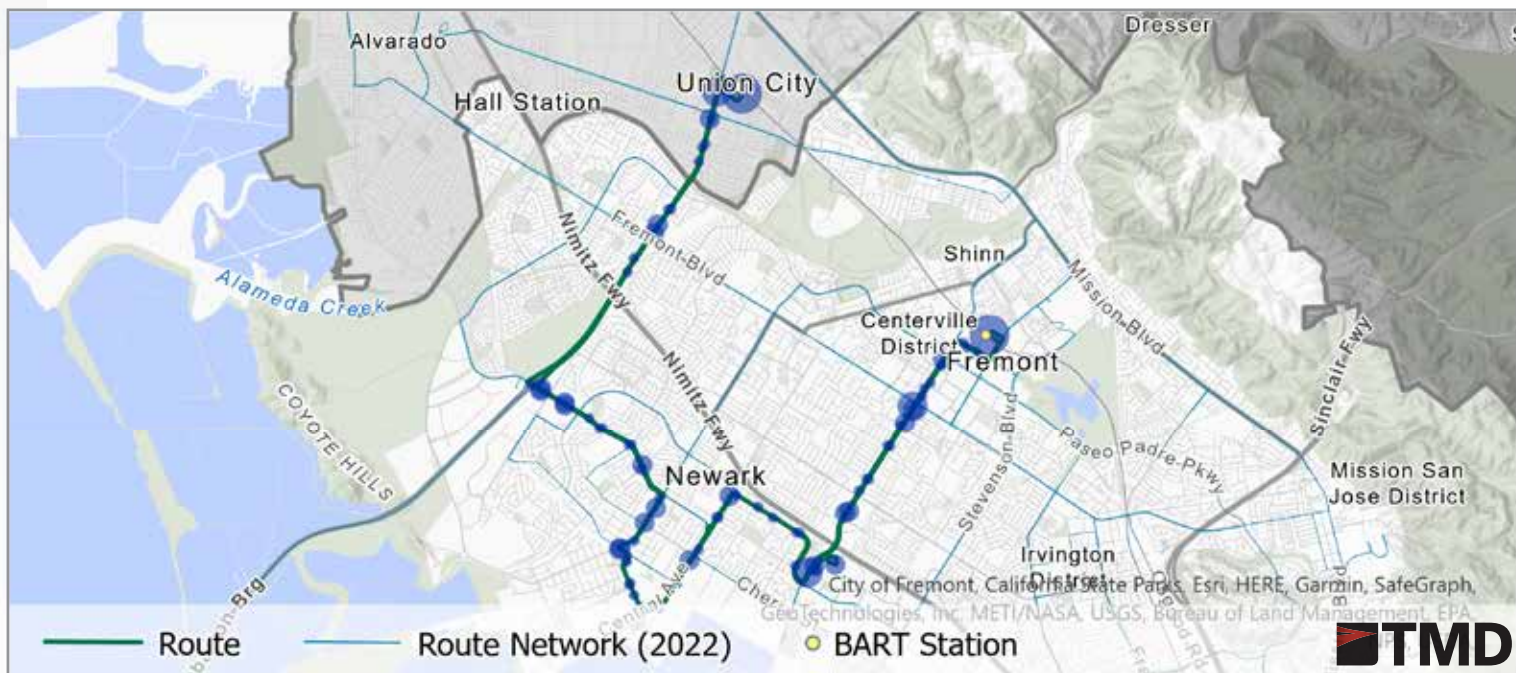 Dresser
Alvarado
Union City
Hall Station
Nimitz-Fwy
Fremont-Blvd
Shinn
Mission-Blvd
Alameda Creek
Centerville
District
Fremont
Nimitz-Fwy
Sinclair-Fwy
COYOTE HILLS
Stevenson-Blvd
Paseo Padre-Pkwy
Newark
Mission San
Jose District
Irvington
District
Brg
City of Fremont, California State Parks, Esri, HERE, Garmin, SafeGraph,
GeoTechnologies, Inc, METI/NASA, USGS, Bureau of Land Management, EPA,
Route
Route Network (2022)
BART Station
TMD